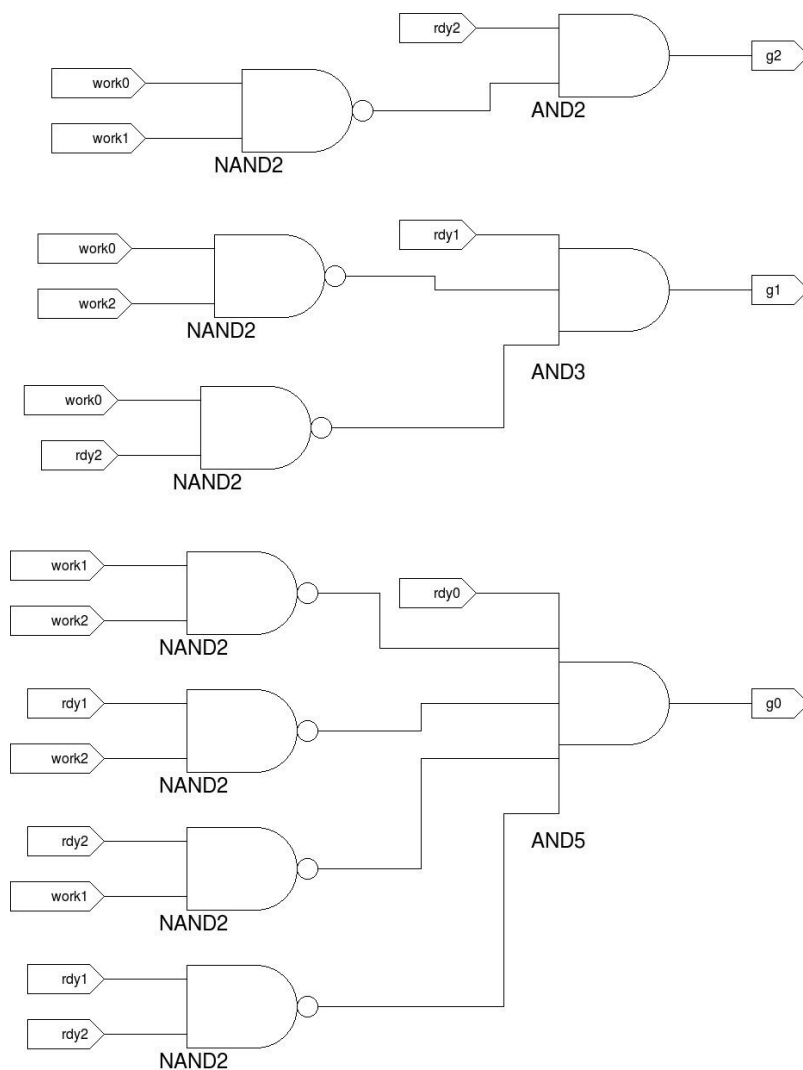 rdy2
g2
work0
AND2
work1
NAND2
rdy1
work0
g1
work2
NAND2
AND3
work0
rdy2
NAND2
work1
rdy0
work2
NAND2
rdy1
g0
work2
NAND2
rdy2
AND5
work1
NAND2
rdy1
rdy2
NAND2